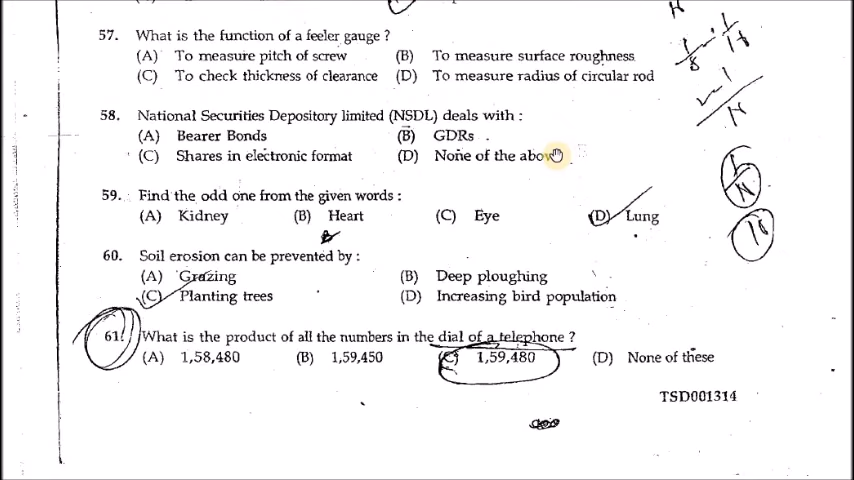 57. What is the function of a feeler gauge ?
(A) To measure pitch of screw (B) To measure surface roughness
(C) To check thickness of clearance (D) To measure radius of circular rod
58. National Securities Depository limited (NSDL) deals with :
(A) Bearer Bonds (B) GDRs
(C) Shares in electronic format (D) None of the above
59. Find the odd one from the given words :
(A) Kidney (B) Heart (C) Eye (D) Lung
60. Soil erosion can be prevented by :
(A) Grazing (B) Deep ploughing
(C) Planting trees (D) Increasing bird population
61. What is the product of all the numbers in the dial of a telephone ?
(A) 1,58,480 (B) 1,59,450 (C) 1,59,480 (D) None of these
TSD001314